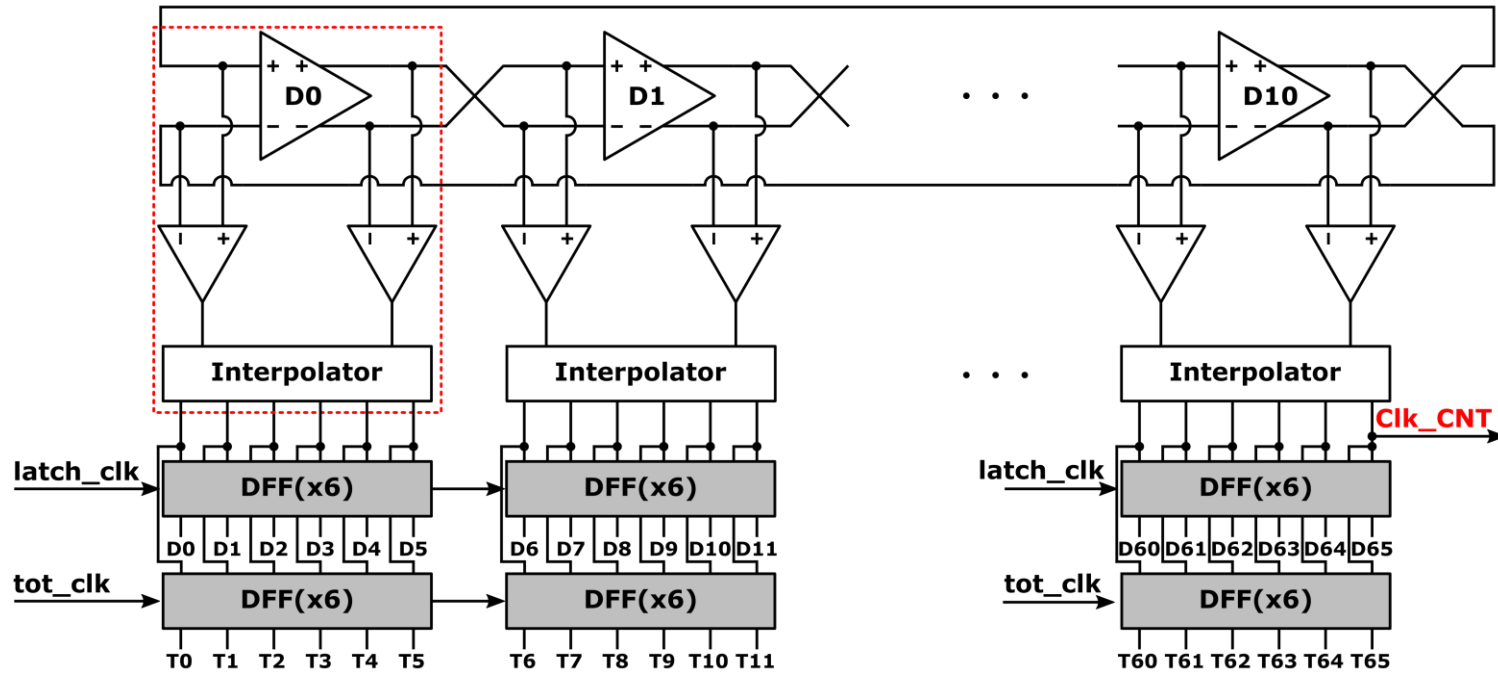 + + D0 + + D1 . . . + + D10
− − − − − −
− + − + − + − + − + − +
Interpolator Interpolator . . . Interpolator
Clk_CNT
latch_clk DFF(x6) DFF(x6) latch_clk DFF(x6)
D0 D1 D2 D3 D4 D5 D6 D7 D8 D9 D10 D11 D60 D61 D62 D63 D64 D65
tot_clk DFF(x6) DFF(x6) tot_clk DFF(x6)
T0 T1 T2 T3 T4 T5 T6 T7 T8 T9 T10 T11 T60 T61 T62 T63 T64 T65